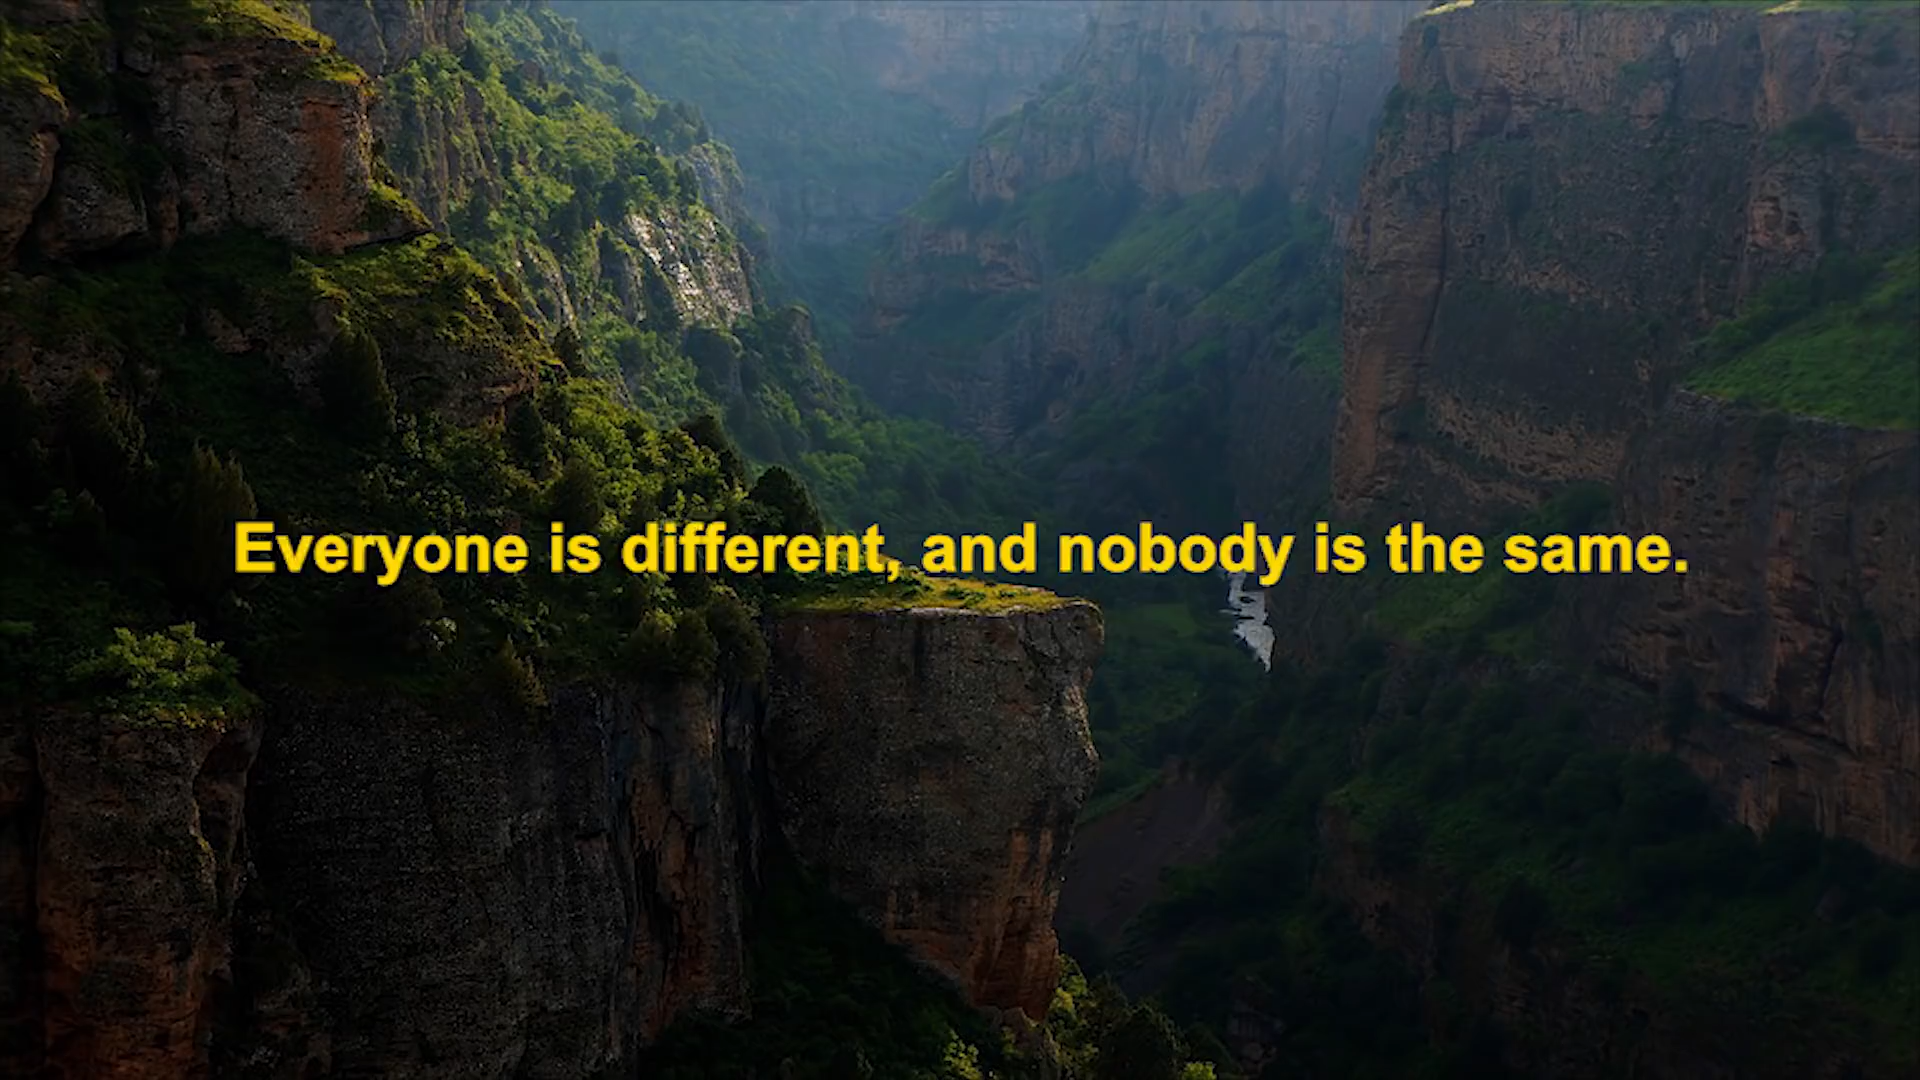 Everyone is different, and nobody is the same.